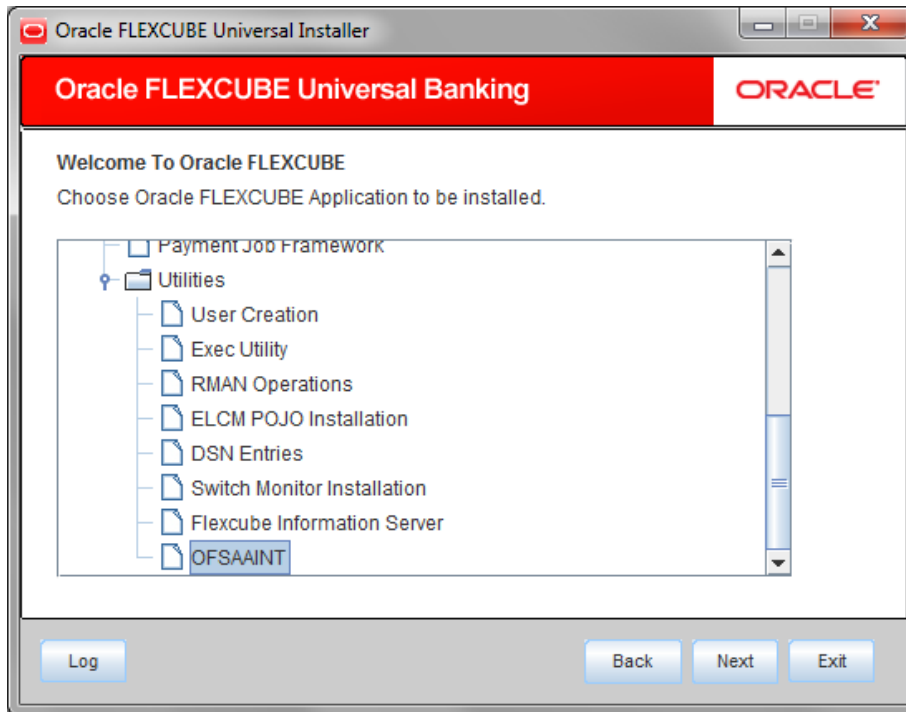 Oracle FLEXCUBE Universal Installer
Oracle FLEXCUBE Universal Banking
ORACLE
Welcome To Oracle FLEXCUBE
Choose Oracle FLEXCUBE Application to be installed.
Payment Job Framework
Utilities
User Creation
Exec Utility
RMAN Operations
ELCM POJO Installation
DSN Entries
Switch Monitor Installation
Flexcube Information Server
OFSAAINT
Log
Back
Next
Exit